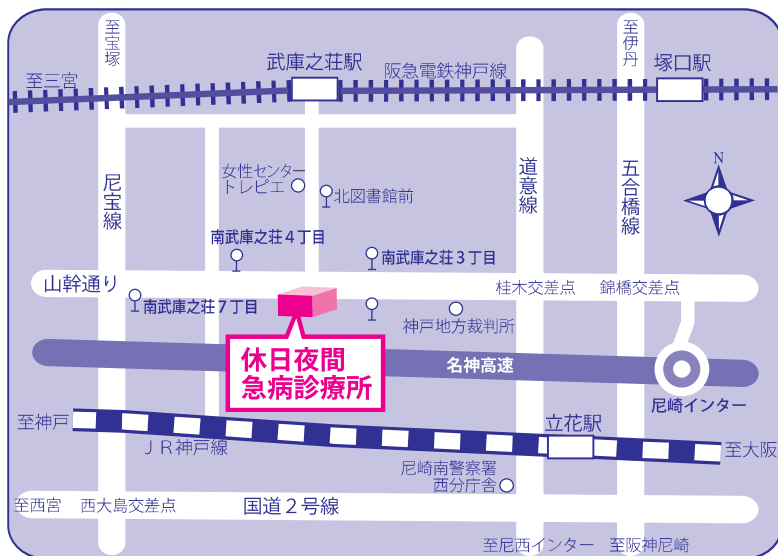 至宝塚
至伊丹
武庫之荘駅
阪急電鉄神戸線
塚口駅
至三宮
尼宝線
女性センター
トレピエ
北図書館前
道意線
五合橋線
N
南武庫之荘4丁目
南武庫之荘3丁目
山幹通り
南武庫之荘7丁目
桂木交差点
錦橋交差点
神戸地方裁判所
休日夜間
急病診療所
名神高速
尼崎インター
至神戸
JR神戸線
立花駅
至大阪
尼崎南警察署
西分庁舎
至西宮
西大島交差点
国道2号線
至尼西インター
至阪神尼崎